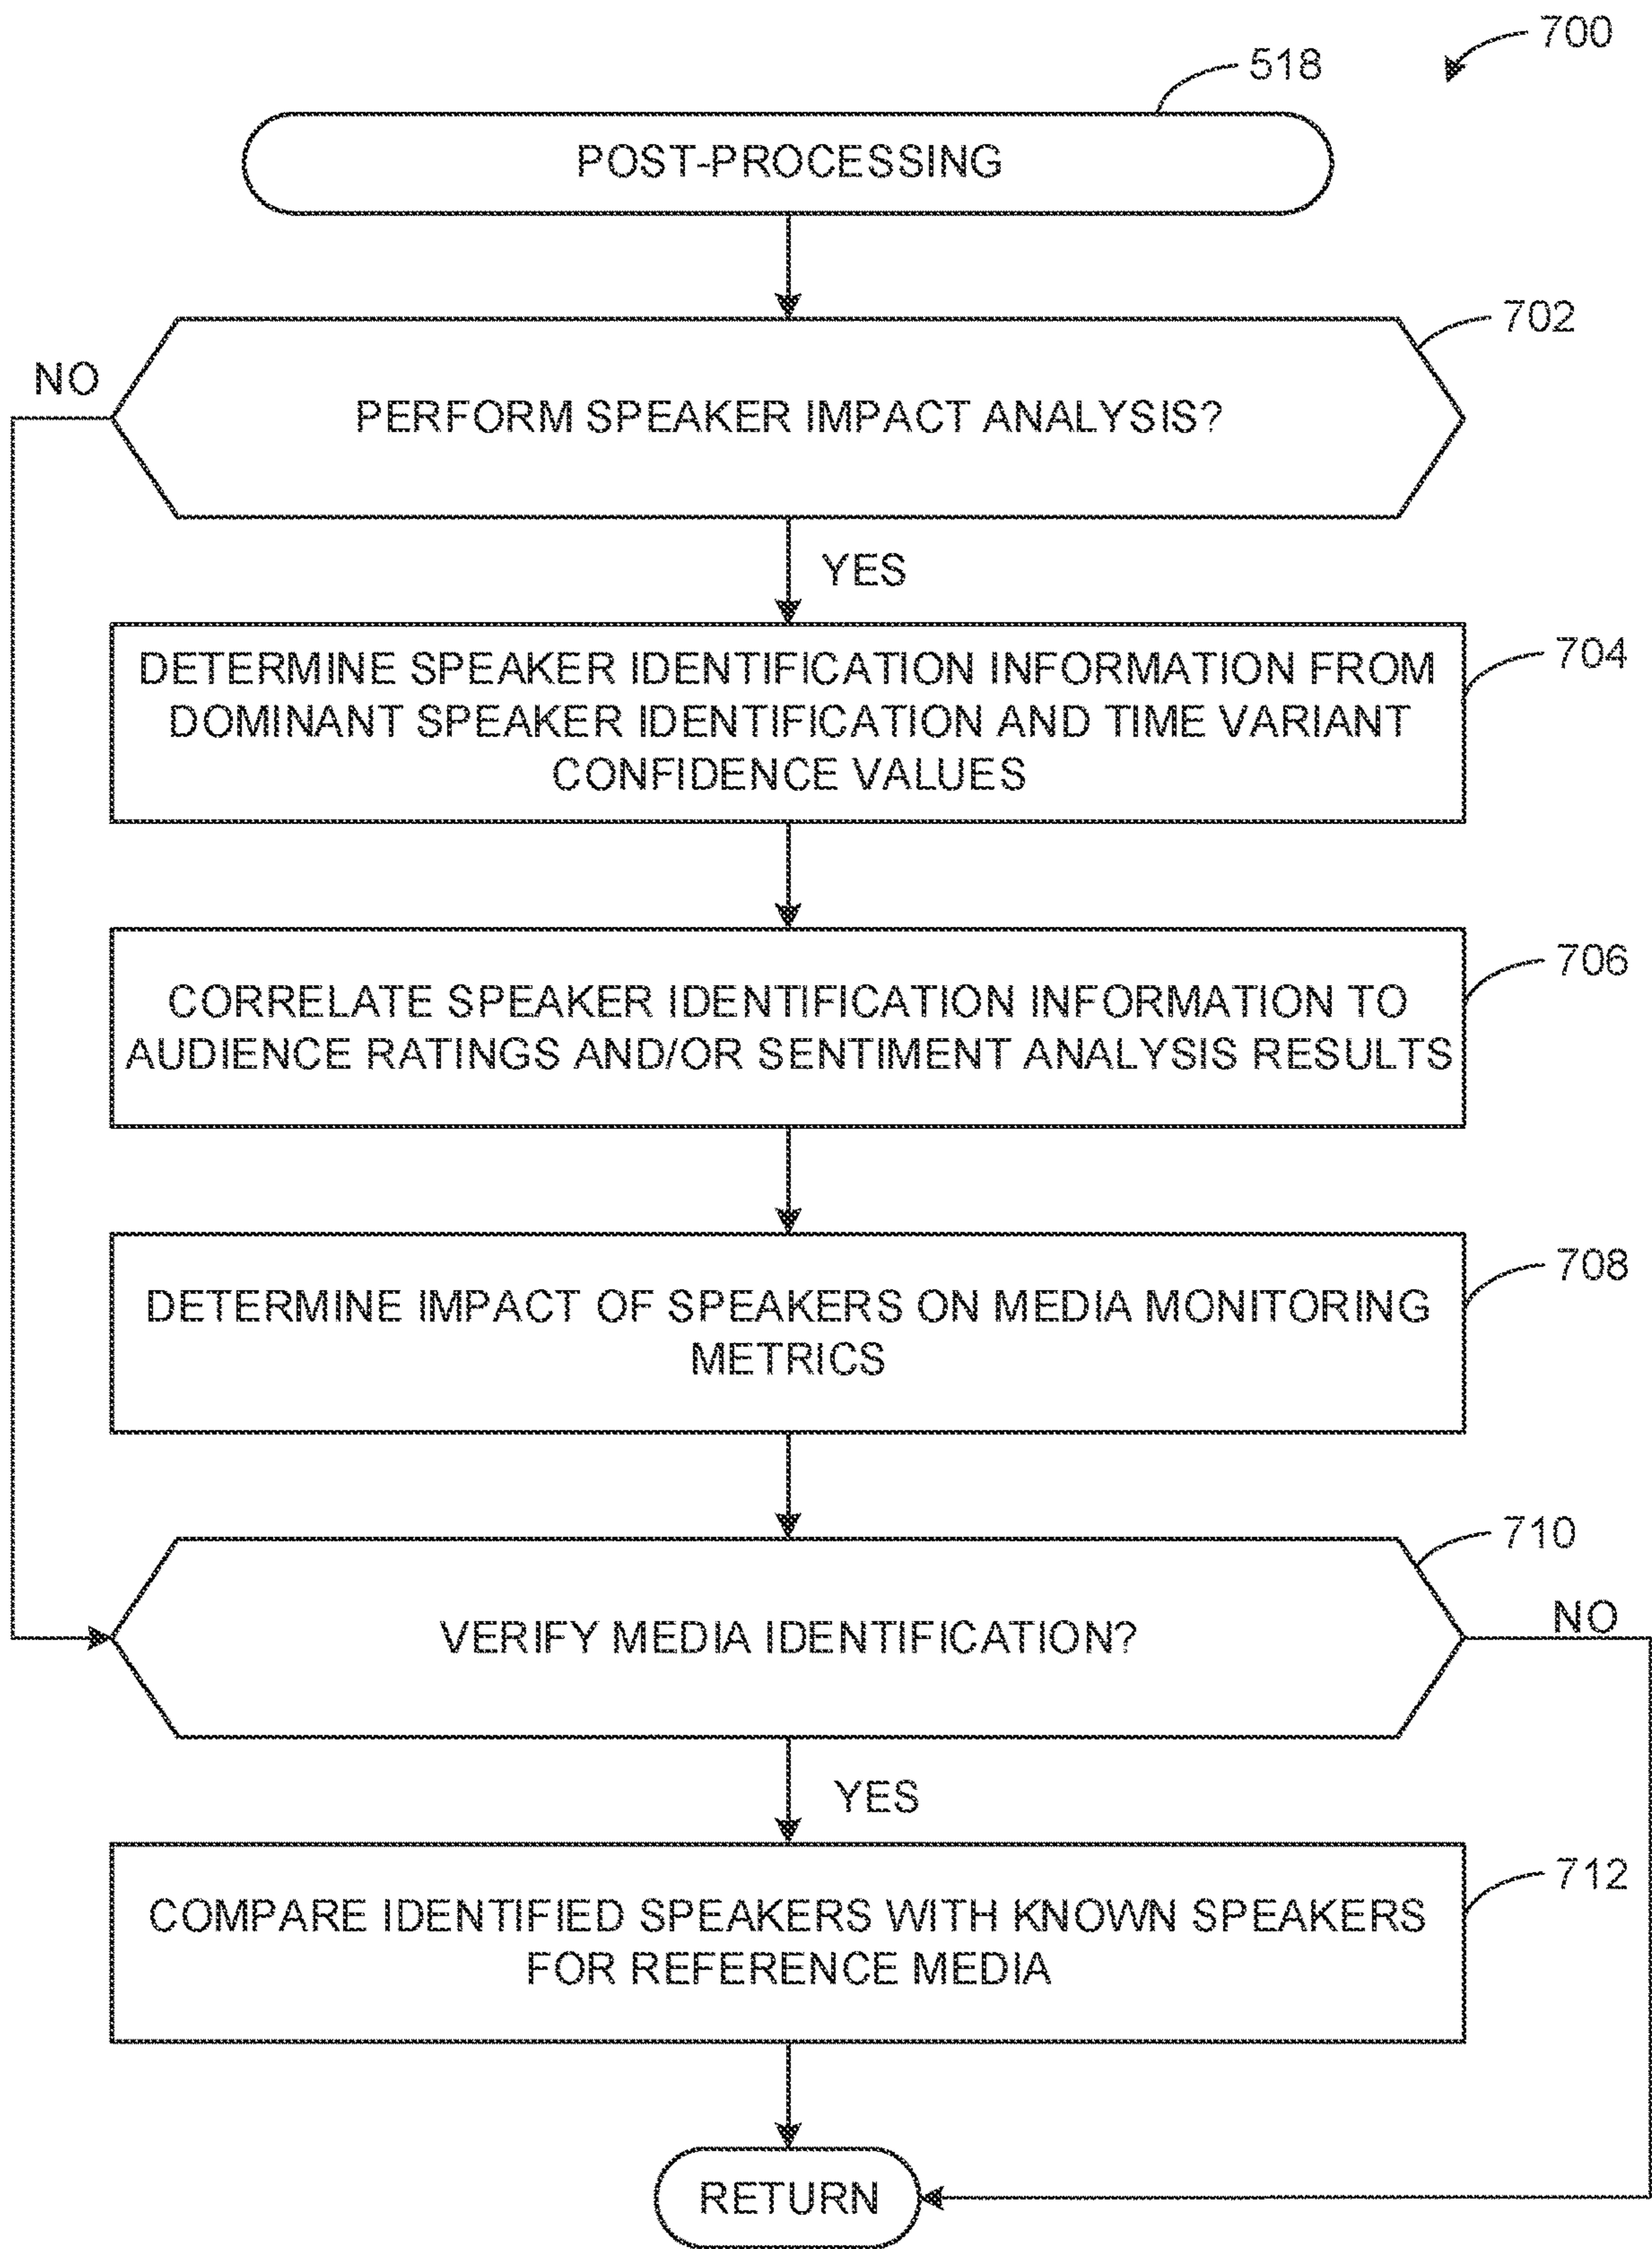 700
518
POST-PROCESSING
702
NO
PERFORM SPEAKER IMPACT ANALYSIS?
YES
704
DETERMINE SPEAKER IDENTIFICATION INFORMATION FROM
DOMINANT SPEAKER IDENTIFICATION AND TIME VARIANT
CONFIDENCE VALUES
706
CORRELATE SPEAKER IDENTIFICATION INFORMATION TO
AUDIENCE RATINGS AND/OR SENTIMENT ANALYSIS RESULTS
708
DETERMINE IMPACT OF SPEAKERS ON MEDIA MONITORING
METRICS
710
VERIFY MEDIA IDENTIFICATION?
NO
YES
712
COMPARE IDENTIFIED SPEAKERS WITH KNOWN SPEAKERS
FOR REFERENCE MEDIA
RETURN